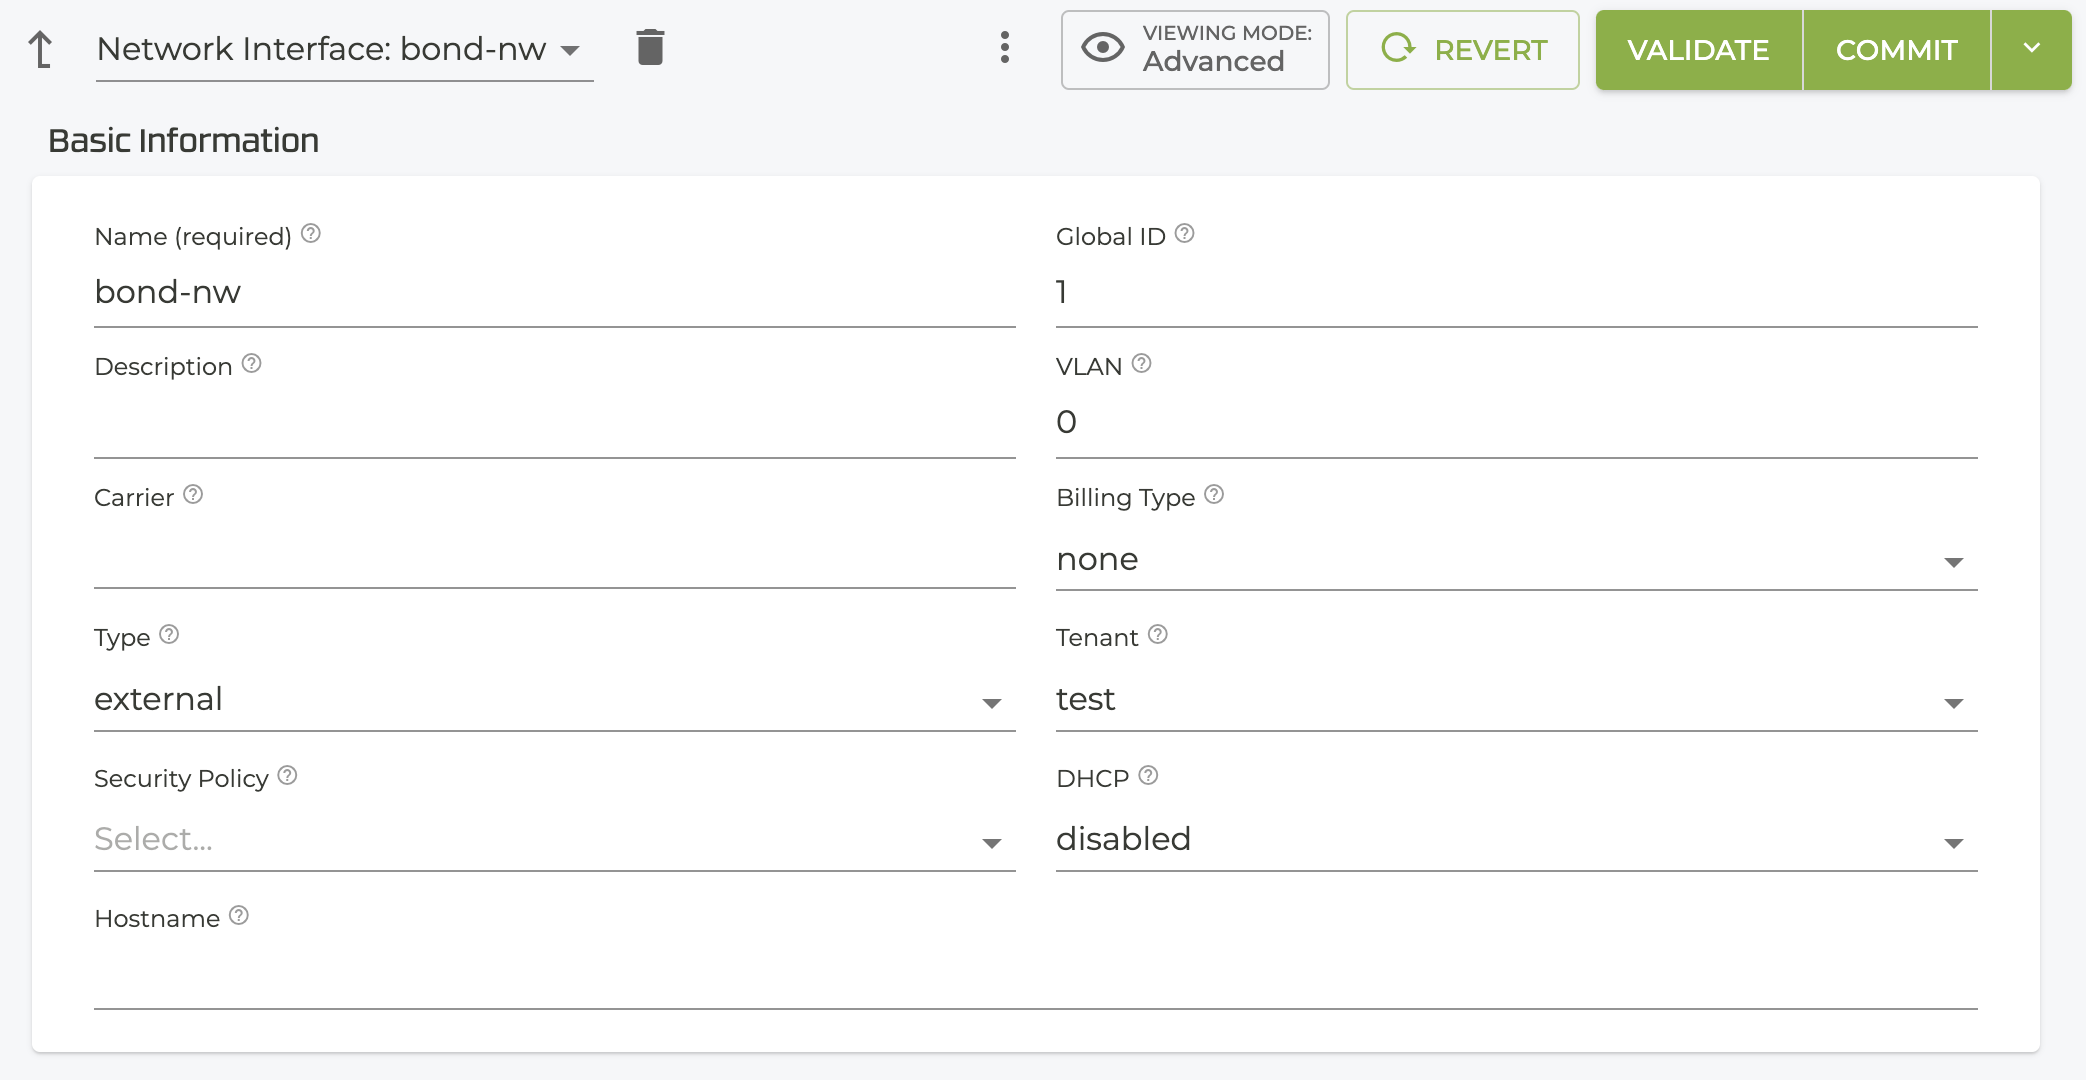 Network Interface: bond-nw
VIEWING MODE:
Advanced
REVERT
VALIDATE
COMMIT
Basic Information
Name (required)
bond-nw
Global ID
1
Description
VLAN
0
Carrier
Billing Type
none
Type
external
Tenant
test
Security Policy
Select...
DHCP
disabled
Hostname